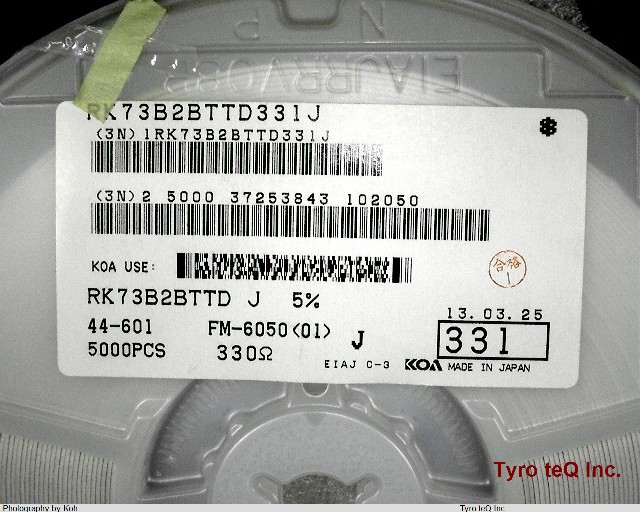 RK73B2BTTD331J
(3N) 1RK73B2BTTD331J
(3N) 2 5000 37253843 102050
KOA USE:
合格
1
RK73B2BTTD J 5%
13.03.25
44-601 FM-6050(01) J 331
5000PCS 330Ω
EIAJ C-3 KOA MADE IN JAPAN
Tyro teQ Inc.
Photography by Koh Tyro teQ Inc